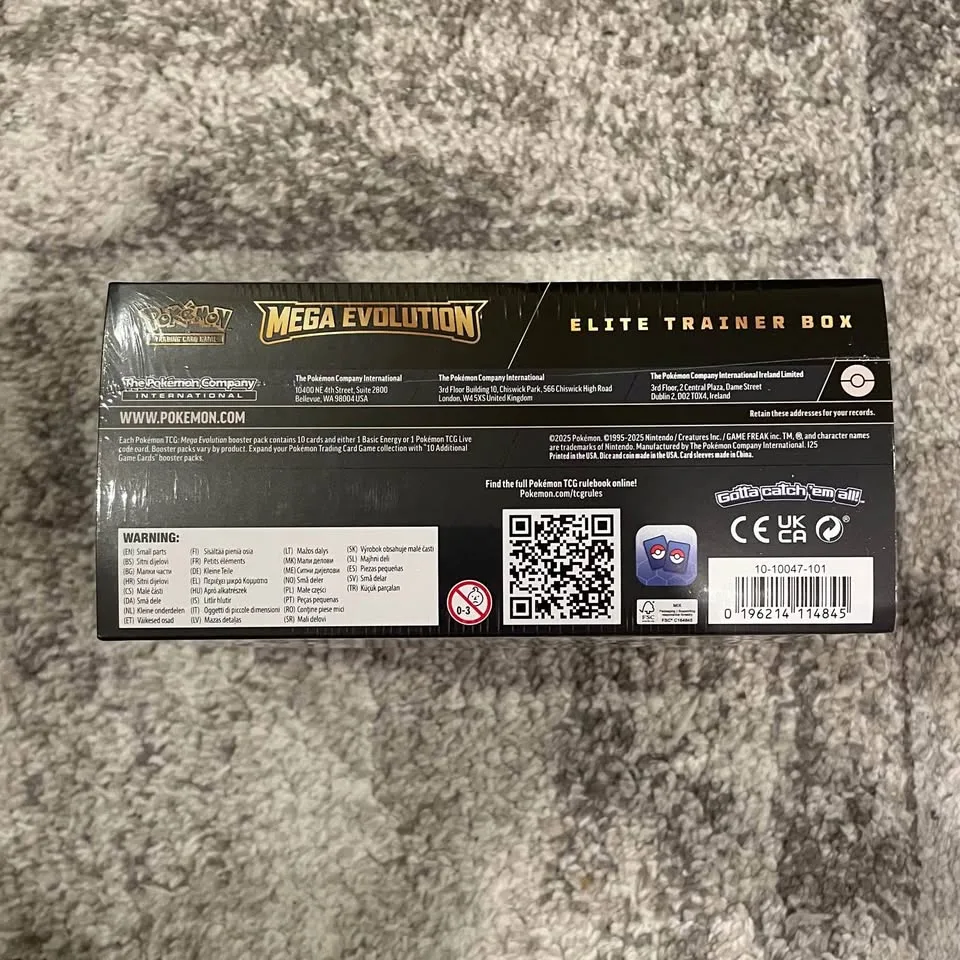 POKÉMON
TRADING CARD GAME
MEGA EVOLUTION
ELITE TRAINER BOX
The Pokémon Company
INTERNATIONAL
The Pokémon Company International
10400 NE 4th Street, Suite 2800
Bellevue, WA 98004 USA
The Pokémon Company International
3rd Floor Building 10, Chiswick Park, 566 Chiswick High Road
London, W4 5XS United Kingdom
The Pokémon Company International Ireland Limited
3rd Floor, 2 Central Plaza, Dame Street
Dublin 2, D02 T0X4, Ireland
WWW.POKEMON.COM
Retain these addresses for your records.
Each Pokémon TCG: Mega Evolution booster pack contains 10 cards and either 1 Basic Energy or 1 Pokémon TCG Live
code card. Booster packs vary by product. Expand your Pokémon Trading Card Game collection with "10 Additional
Game Cards" booster packs.
©2025 Pokémon. ©1995–2025 Nintendo / Creatures Inc. / GAME FREAK inc. TM, ®, and character names
are trademarks of Nintendo. Manufactured by The Pokémon Company International. I25
Printed in the USA. Dice and coin made in the USA. Card sleeves made in China.
Find the full Pokémon TCG rulebook online!
Pokemon.com/tcgrules
Gotta catch 'em all!
CE UK
CA
WARNING:
(EN) Small parts
(BS) Sitni dijelovi
(BG) Малки части
(HR) Sitni dijelovi
(CS) Malé části
(DA) Små dele
(NL) Kleine onderdelen
(ET) Väikesed osad
(FI) Sisältää pieniä osia
(FR) Petits éléments
(DE) Kleine Teile
(EL) Περιέχει μικρά Κομματια
(HU) Apró alkatrészek
(IS) Litlir hlutir
(IT) Oggetti di piccole dimensioni
(LV) Mazas detaļas
(LT) Mažos dalys
(MK) Мали делови
(ME) Ситни дијелови
(NO) Små deler
(PL) Małe części
(PT) Peças pequenas
(RO) Conține piese mici
(SR) Mali delovi
(SK) Výrobok obsahuje malé časti
(SL) Majhni deli
(ES) Piezas pequeñas
(SV) Små delar
(TR) Küçük parçalar
0-3
FSC
MIX
Packaging | Supporting
responsible forestry
FSC® C164843
10-10047-101
0 196214 114845